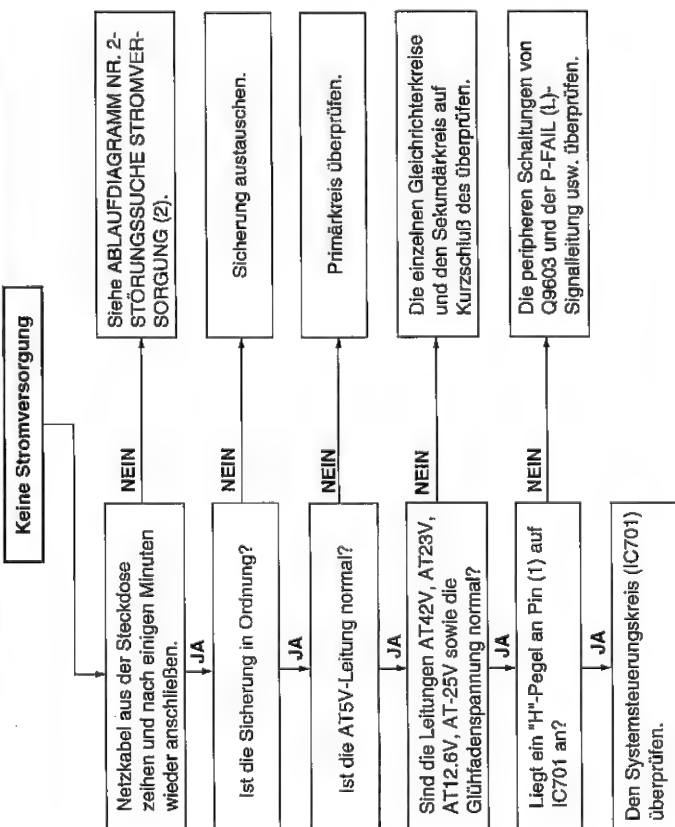 Keine Stromversorgung
Netzkabel aus der Steckdose
zeihen und nach einigen Minuten
wieder anschließen.
NEIN
Siehe ABLAUFDIAGRAMM NR. 2-
STÖRUNGSSUCHE STROMVER-
SORGUNG (2).
JA
Ist die Sicherung in Ordnung?
NEIN
Sicherung austauschen.
JA
Ist die AT5V-Leitung normal?
NEIN
Primärkreis überprüfen.
JA
Sind die Leitungen AT42V, AT23V,
AT12.6V, AT-25V sowie die
Glühfadenspannung normal?
NEIN
Die einzelnen Gleichrichterkreise
und den Sekundärkreis auf
Kurzschluß des überprüfen.
JA
Liegt ein "H"-Pegel an Pin (1) auf
IC701 an?
NEIN
Die peripheren Schaltungen von
Q9603 und der P-FAIL (L)-
Signalleitung usw. überprüfen.
JA
Den Systemsteuerungskreis (IC701)
überprüfen.